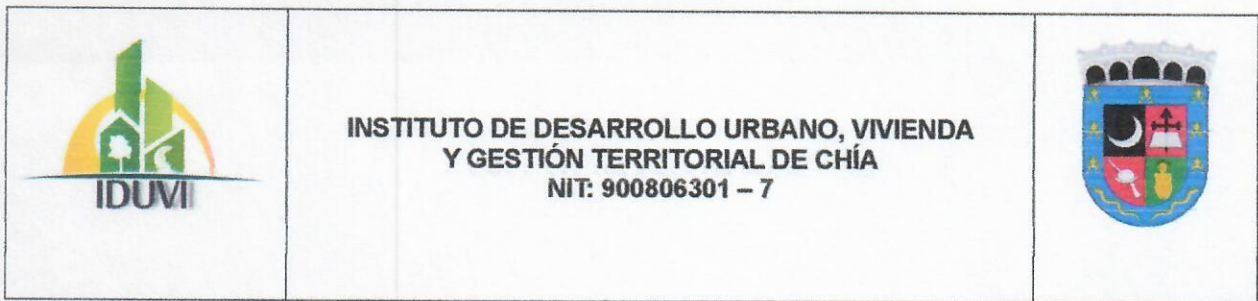 IDUVI
INSTITUTO DE DESARROLLO URBANO, VIVIENDA
Y GESTIÓN TERRITORIAL DE CHÍA
NIT: 900806301 – 7